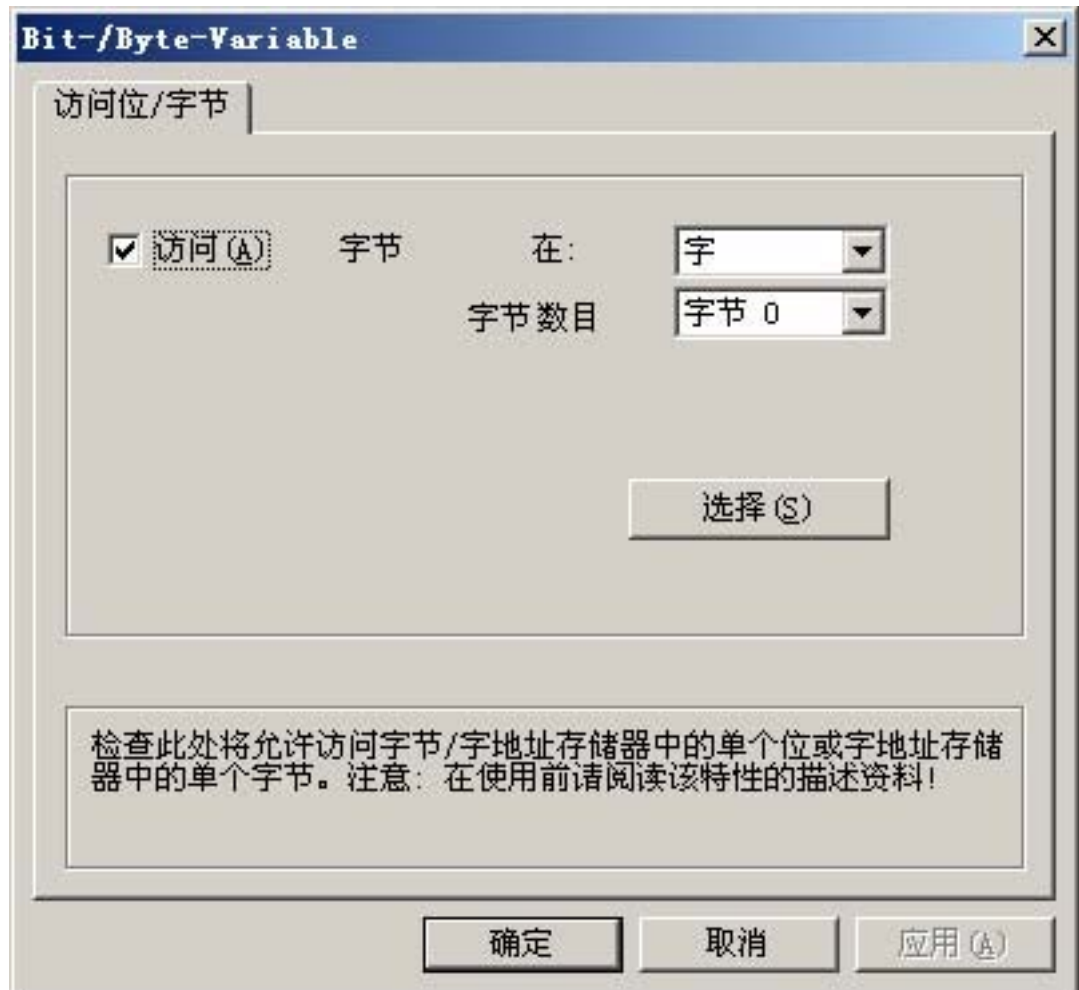 Bit-/Byte-Variable
访问位/字节
访问(A) 字节 在: 字
字节数目 字节 0
选择(S)
检查此处将允许访问字节/字地址存储
器中的单个位或字地址存储
器中的单个字节。注意: 在使用前请阅读该特性的描述资料!
确定 取消 应用(A)